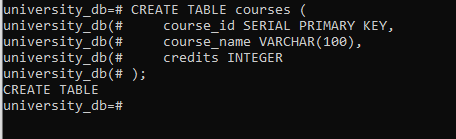 university_db=# CREATE TABLE courses (
university_db(#     course_id SERIAL PRIMARY KEY,
university_db(#     course_name VARCHAR(100),
university_db(#     credits INTEGER
university_db(# );
CREATE TABLE
university_db=#